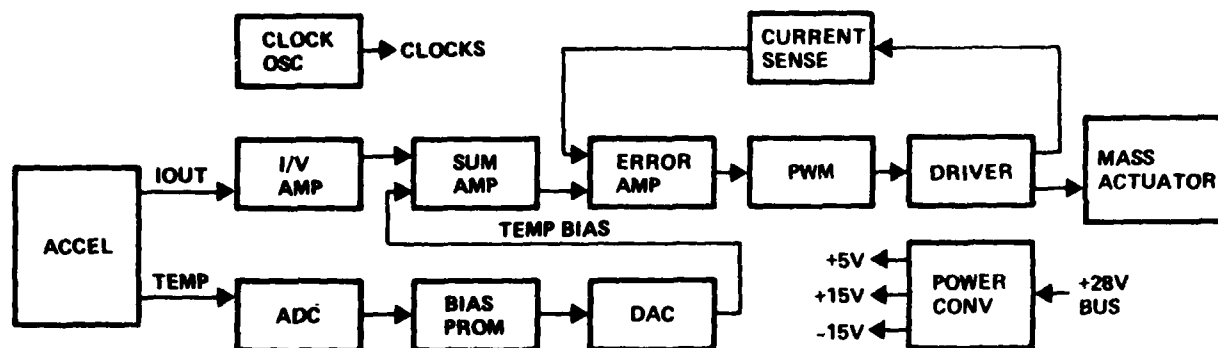 CLOCK
OSC
CLOCKS
CURRENT
SENSE
ACCEL
IOUT
I/V
AMP
SUM
AMP
ERROR
AMP
PWM
DRIVER
MASS
ACTUATOR
TEMP BIAS
TEMP
ADC
BIAS
PROM
DAC
+5V
+15V
-15V
POWER
CONV
+28V
BUS